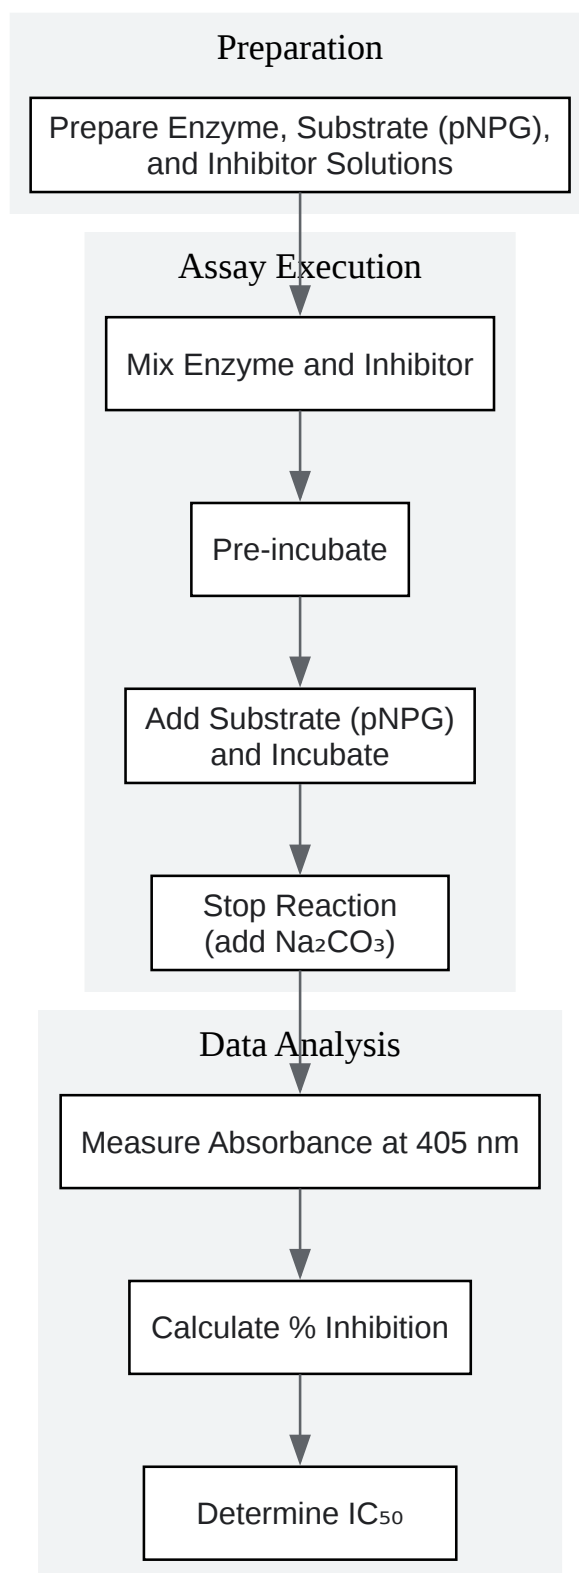 Preparation
Prepare Enzyme, Substrate (pNPG),
and Inhibitor Solutions
Assay Execution
Mix Enzyme and Inhibitor
Pre-incubate
Add Substrate (pNPG)
and Incubate
Stop Reaction
(add Na₂CO₃)
Data Analysis
Measure Absorbance at 405 nm
Calculate % Inhibition
Determine IC₅₀